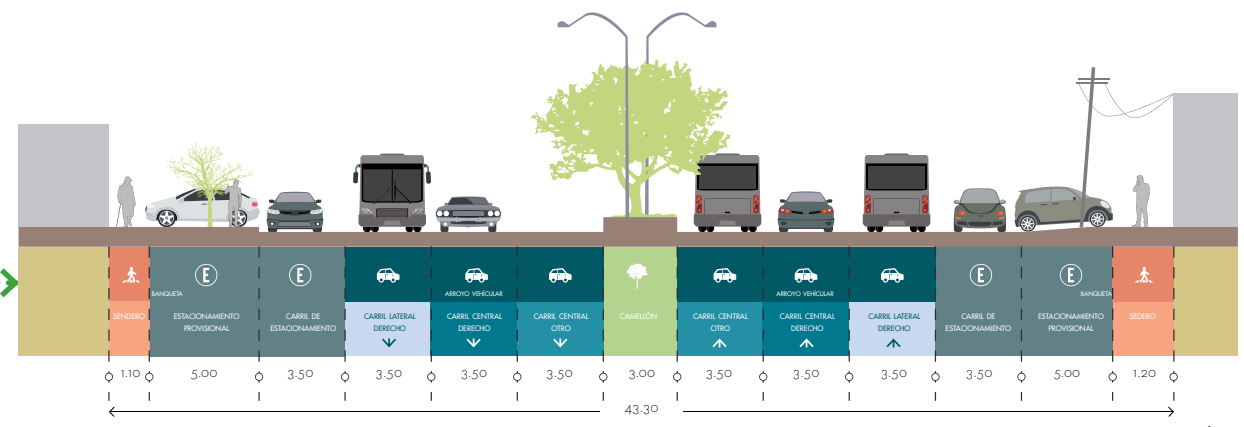 E E E E
BANQUETA ARROYO VEHÍCULAR ARROYO VEHÍCULAR BANQUETA
SENDERO
ESTACIONAMIENTO
PROVISIONAL
CARRIL DE
ESTACIONAMIENTO
CARRIL LATERAL
DERECHO
CARRIL CENTRAL
DERECHO
CARRIL CENTRAL
OTRO
CAMELLÓN
CARRIL CENTRAL
OTRO
CARRIL CENTRAL
DERECHO
CARRIL LATERAL
DERECHO
CARRIL DE
ESTACIONAMIENTO
ESTACIONAMIENTO
PROVISIONAL
SEDERO
1.10 5.00 3.50 3.50 3.50 3.50 3.00 3.50 3.50 3.50 3.50 5.00 1.20
43.30